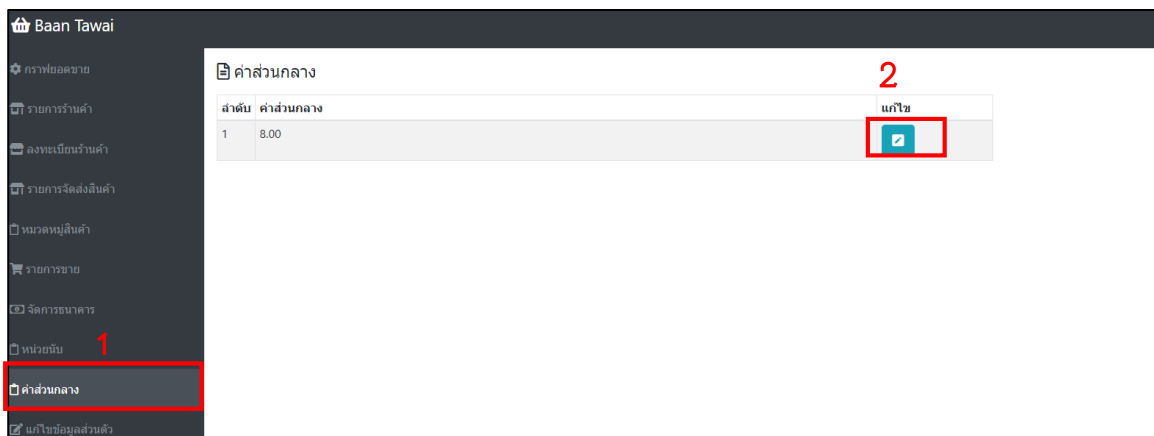 Baan Tawai
กราฟยอดขาย
รายการร้านค้า
ลงทะเบียนร้านค้า
รายการจัดส่งสินค้า
หมวดหมู่สินค้า
รายการขาย
จัดการธนาคาร
หน่วยนับ
1
ค่าส่วนกลาง
แก้ไขข้อมูลส่วนตัว
ค่าส่วนกลาง
2
ลำดับ ค่าส่วนกลาง แก้ไข
1 8.00